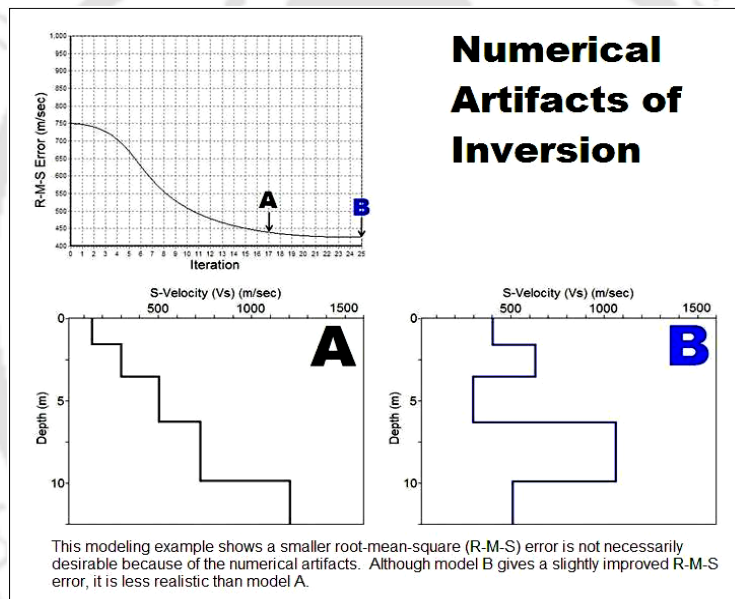 Numerical
Artifacts of
Inversion
R-M-S Error (m/sec)
1,000
950
900
850
800
750
700
650
600
550
500
450
400
A
B
0 1 2 3 4 5 6 7 8 9 10 11 12 13 14 15 16 17 18 19 20 21 22 23 24 25
Iteration
S-Velocity (Vs) (m/sec)
500 1000 1500
Depth (m)
0
5
10
A
S-Velocity (Vs) (m/sec)
500 1000 1500
Depth (m)
0
5
10
B
This modeling example shows a smaller root-mean-square (R-M-S) error is not necessarily
desirable because of the numerical artifacts. Although model B gives a slightly improved R-M-S
error, it is less realistic than model A.